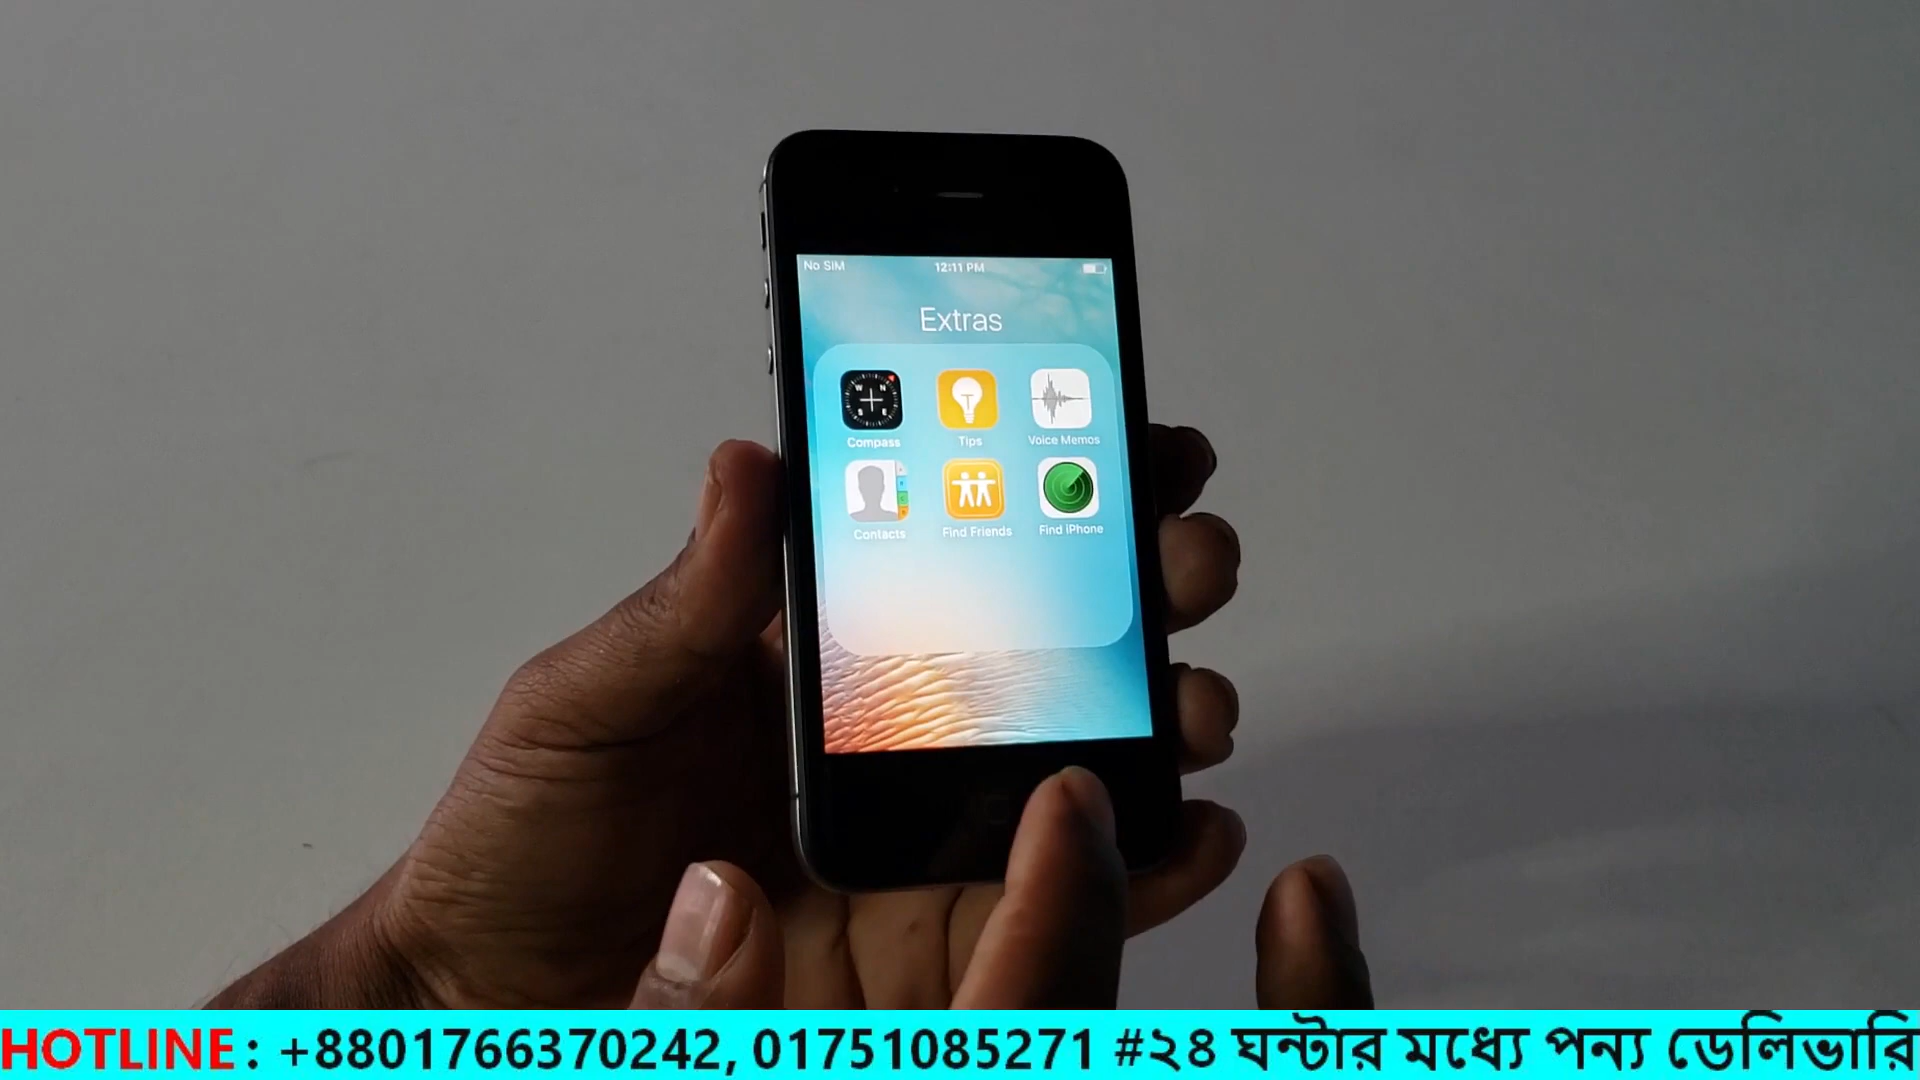 No SIM 12:11 PM
Extras
Compass Tips Voice Memos
Contacts Find Friends Find iPhone
HOTLINE : +8801766370242, 01751085271 #২৪ ঘন্টার মধ্যে পন্য ডেলিভারি